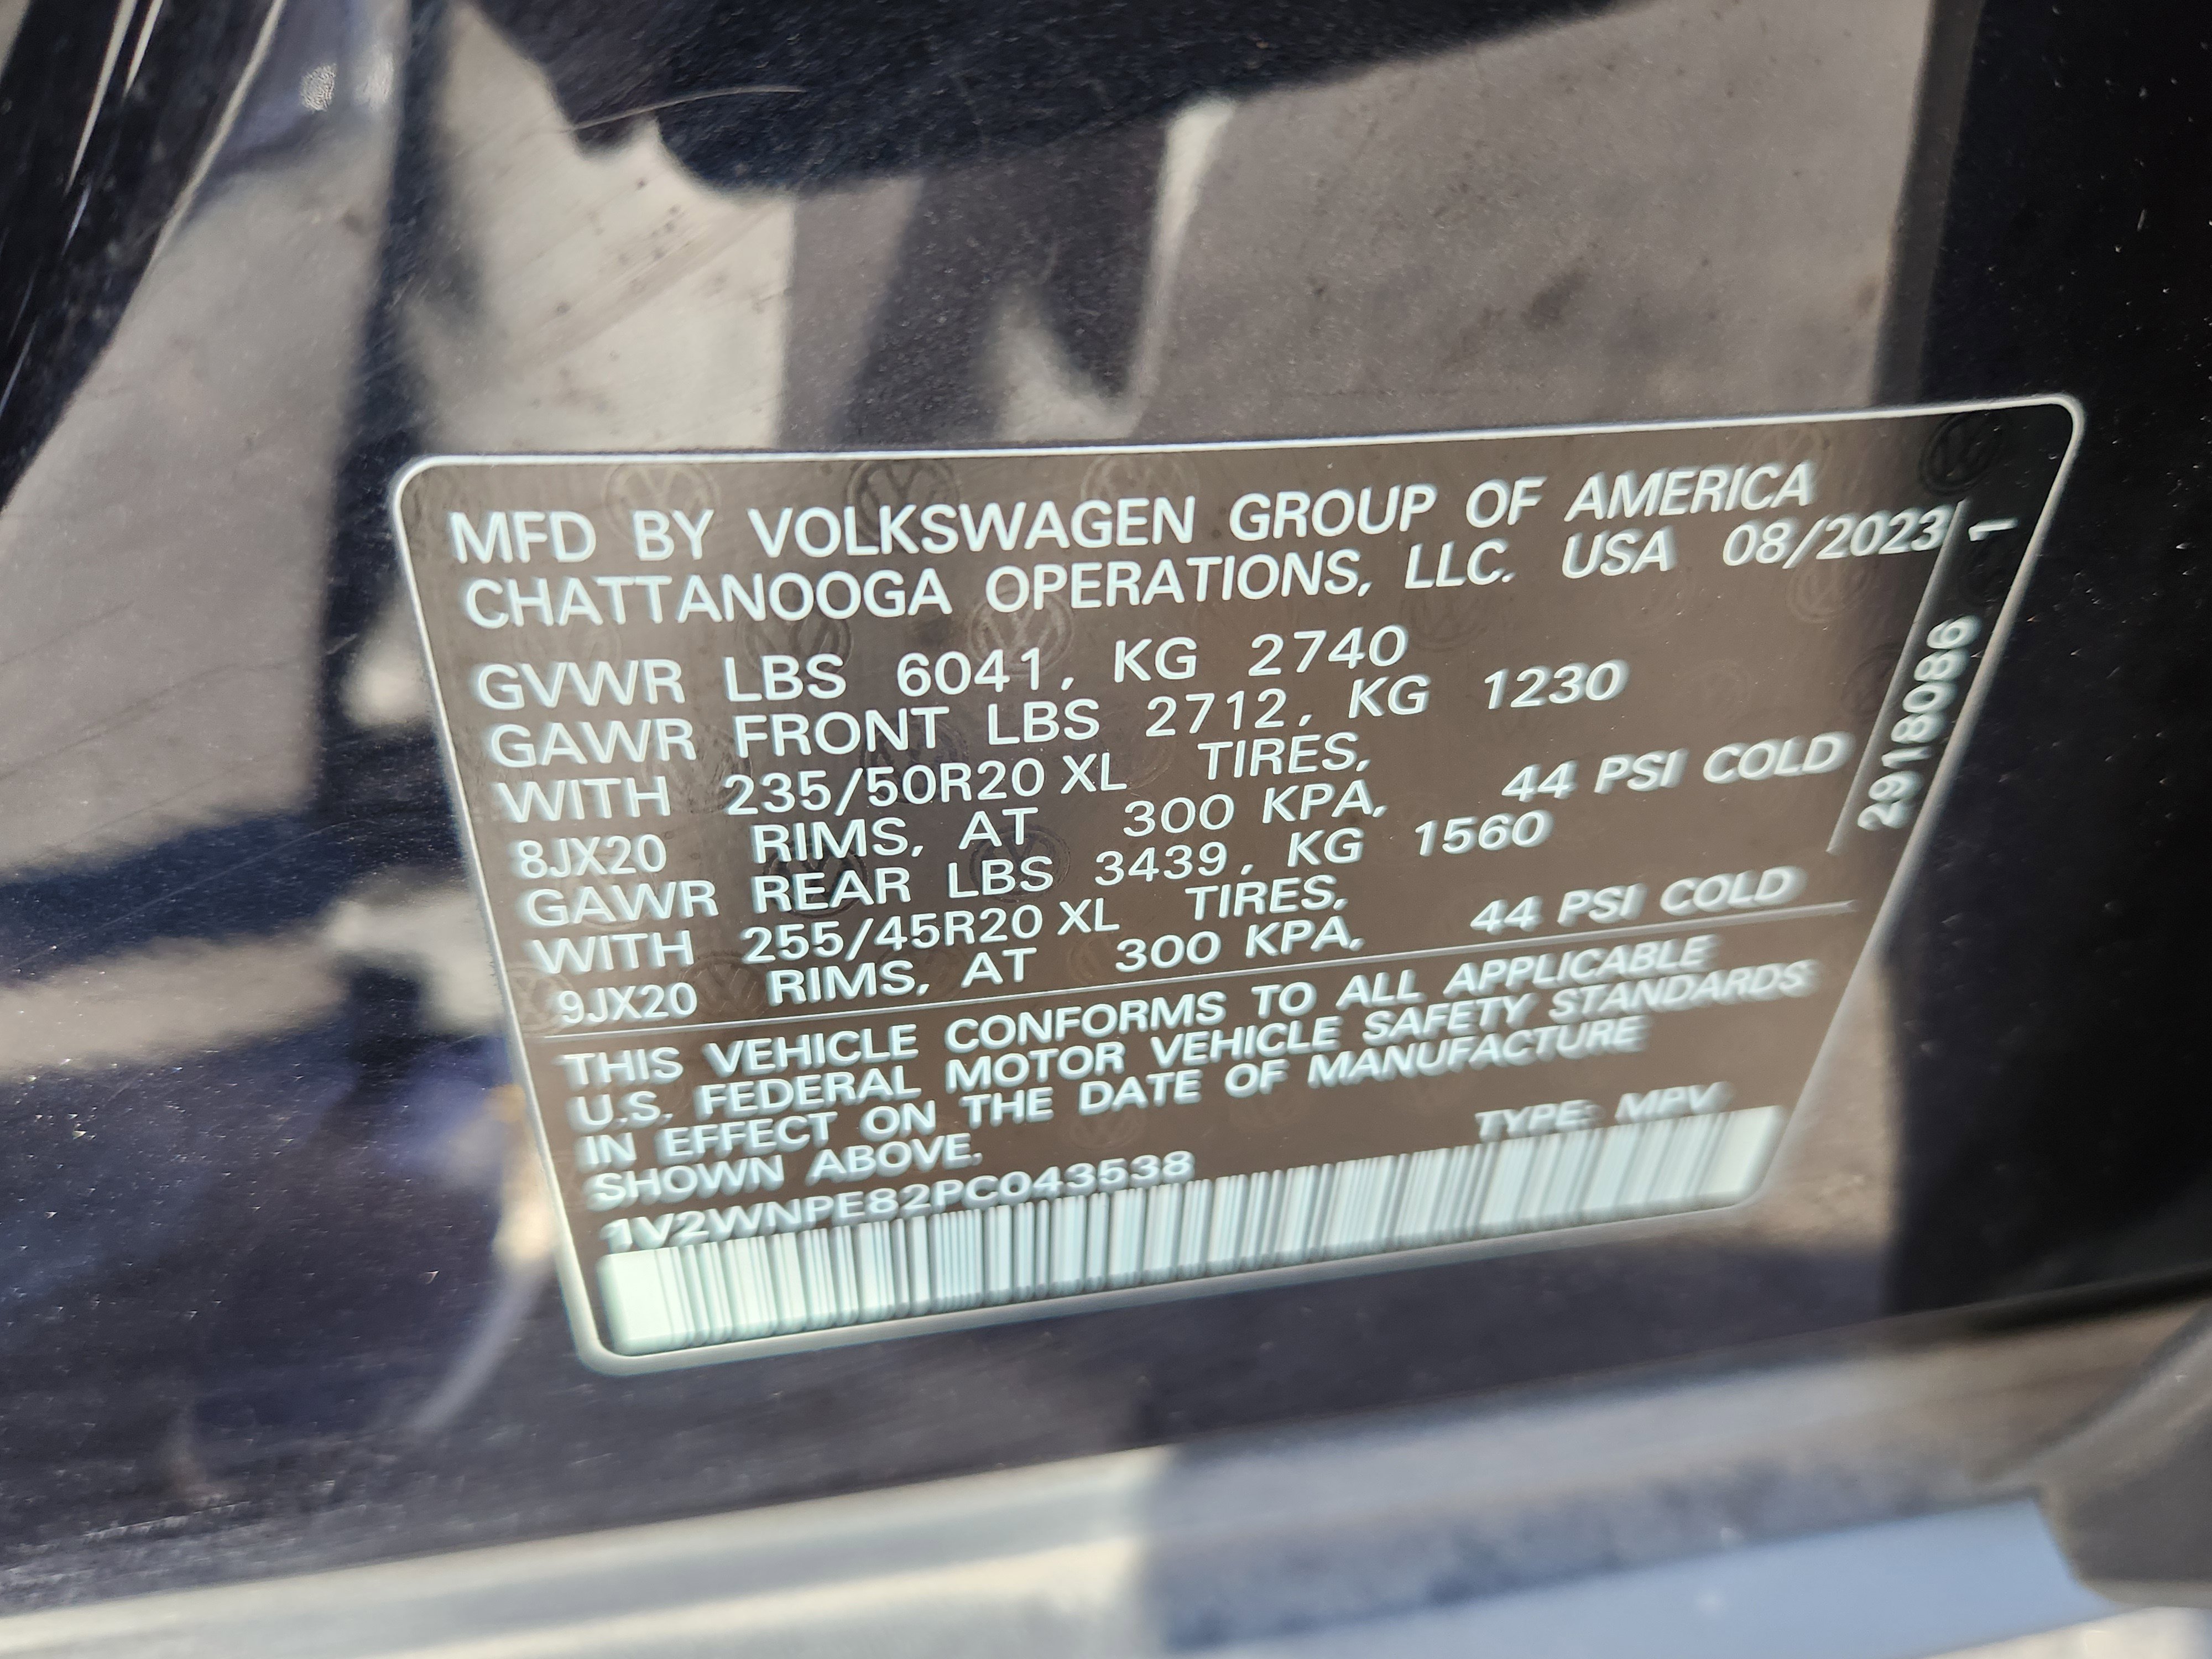 MFD BY VOLKSWAGEN GROUP OF AMERICA
CHATTANOOGA OPERATIONS, LLC. USA 08/2023
GVWR LBS 6041, KG 2740
GAWR FRONT LBS 2712, KG 1230
WITH 235/50R20 XL TIRES,
8JX20 RIMS, AT 300 KPA, 44 PSI COLD
GAWR REAR LBS 3439, KG 1560
WITH 255/45R20 XL TIRES,
9JX20 RIMS, AT 300 KPA, 44 PSI COLD
THIS VEHICLE CONFORMS TO ALL APPLICABLE
U.S. FEDERAL MOTOR VEHICLE SAFETY STANDARDS
IN EFFECT ON THE DATE OF MANUFACTURE
SHOWN ABOVE.
TYPE: MPV
1V2WNPE82PC043538
2918086 1